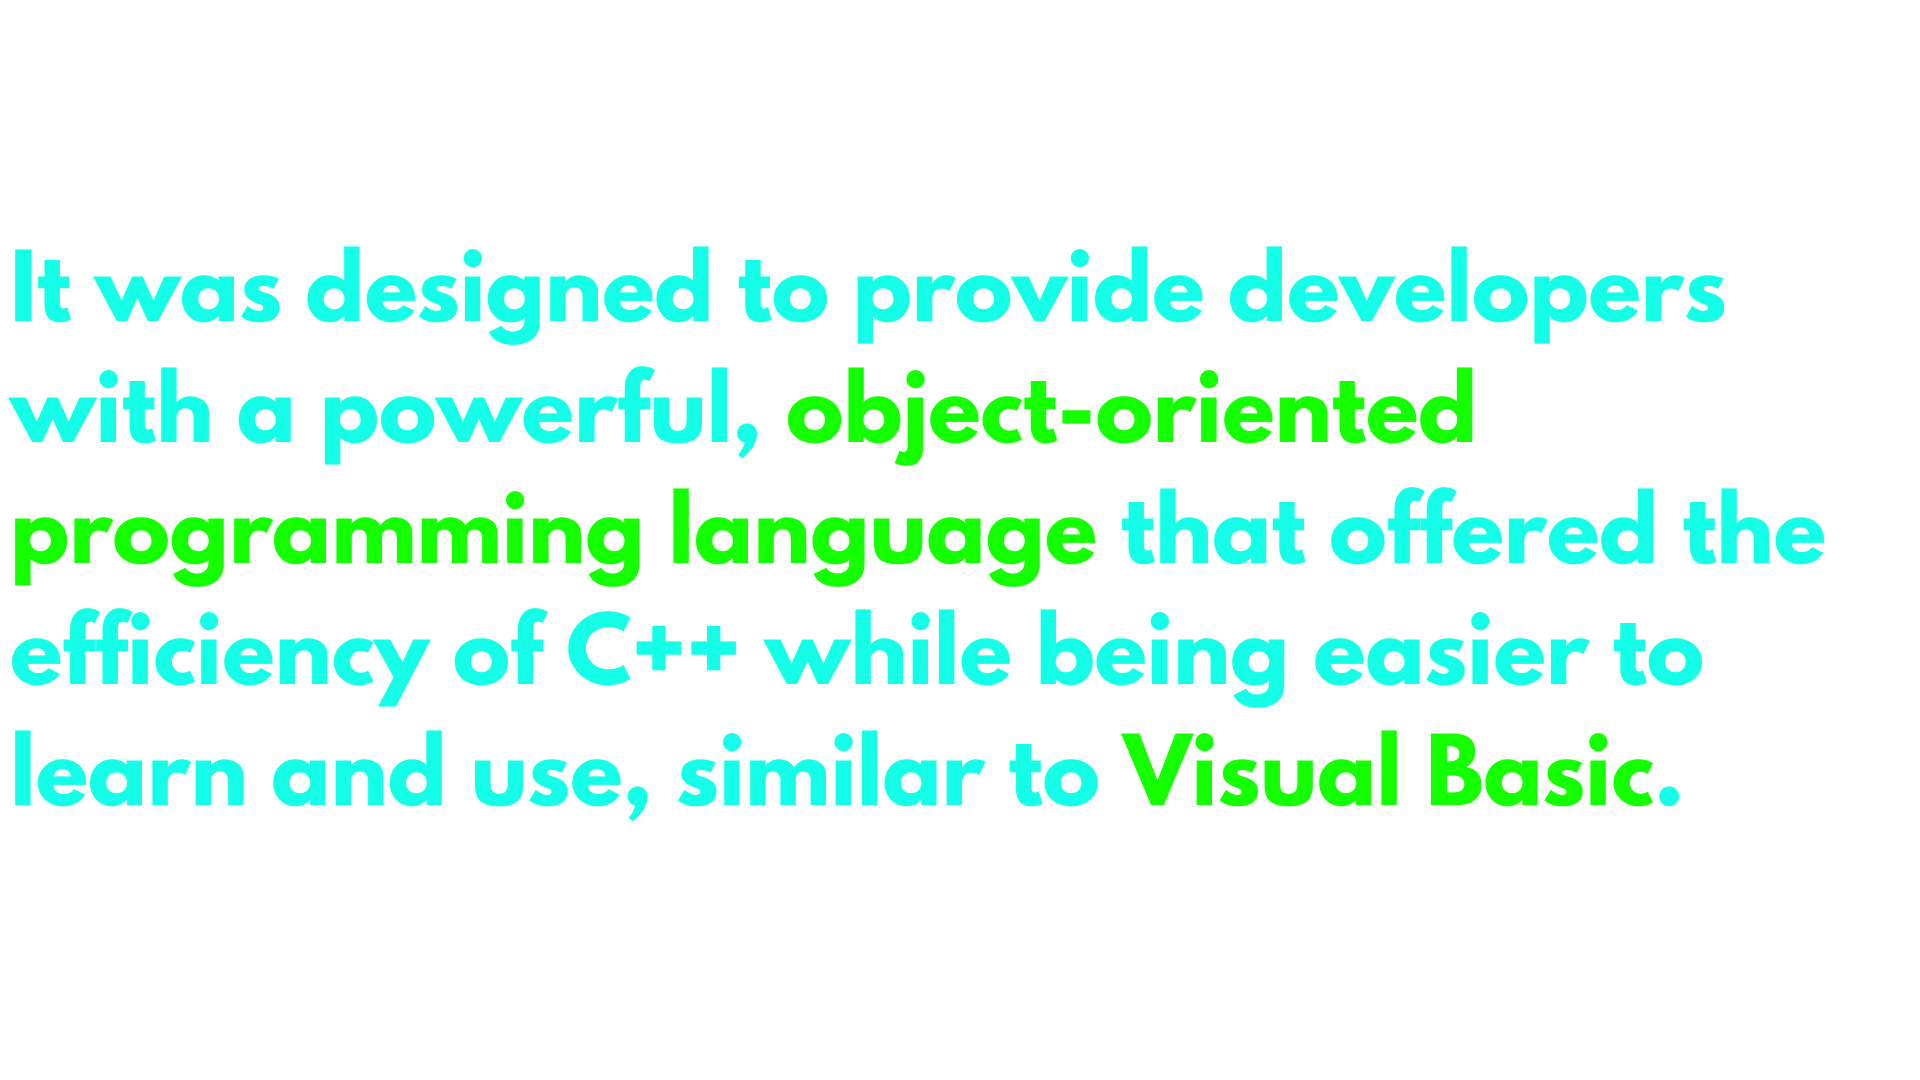 It was designed to provide developers
with a powerful, object-oriented
programming language that offered the
efficiency of C++ while being easier to
learn and use, similar to Visual Basic.